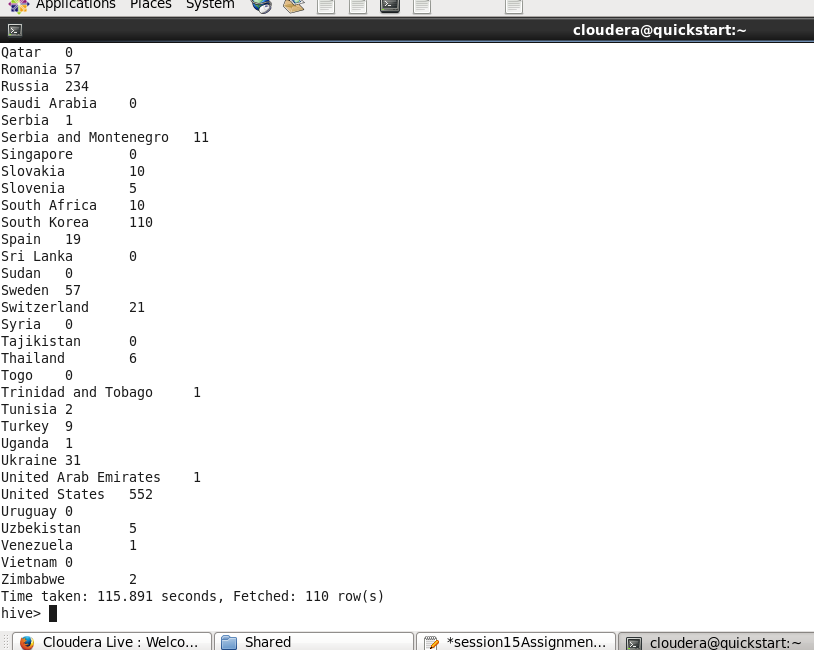 Applications Places System
cloudera@quickstart:~
Qatar 0
Romania 57
Russia 234
Saudi Arabia 0
Serbia 1
Serbia and Montenegro 11
Singapore 0
Slovakia 10
Slovenia 5
South Africa 10
South Korea 110
Spain 19
Sri Lanka 0
Sudan 0
Sweden 57
Switzerland 21
Syria 0
Tajikistan 0
Thailand 6
Togo 0
Trinidad and Tobago 1
Tunisia 2
Turkey 9
Uganda 1
Ukraine 31
United Arab Emirates 1
United States 552
Uruguay 0
Uzbekistan 5
Venezuela 1
Vietnam 0
Zimbabwe 2
Time taken: 115.891 seconds, Fetched: 110 row(s)
hive>
Cloudera Live : Welco... Shared *session15Assignmen... cloudera@quickstart:~